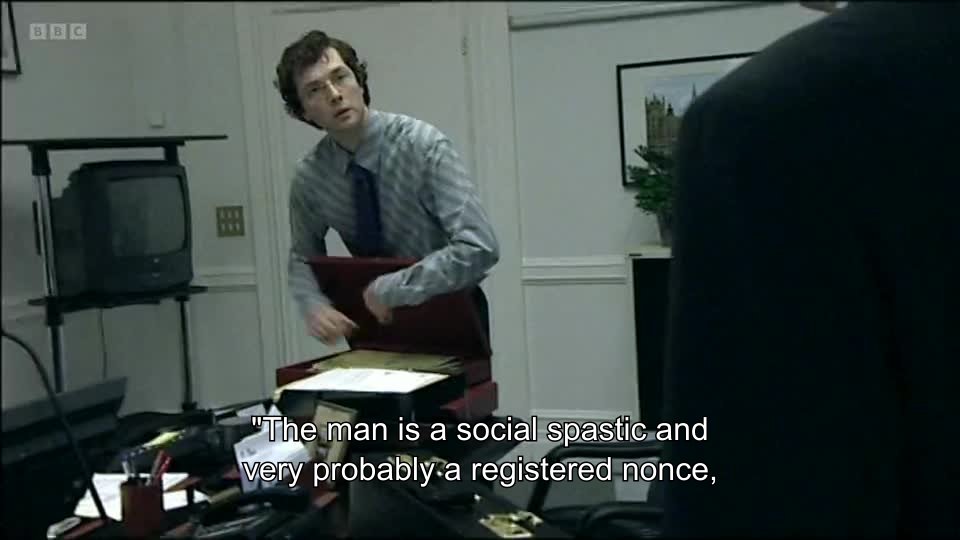 BBC
"The man is a social spastic and
very probably a registered nonce,